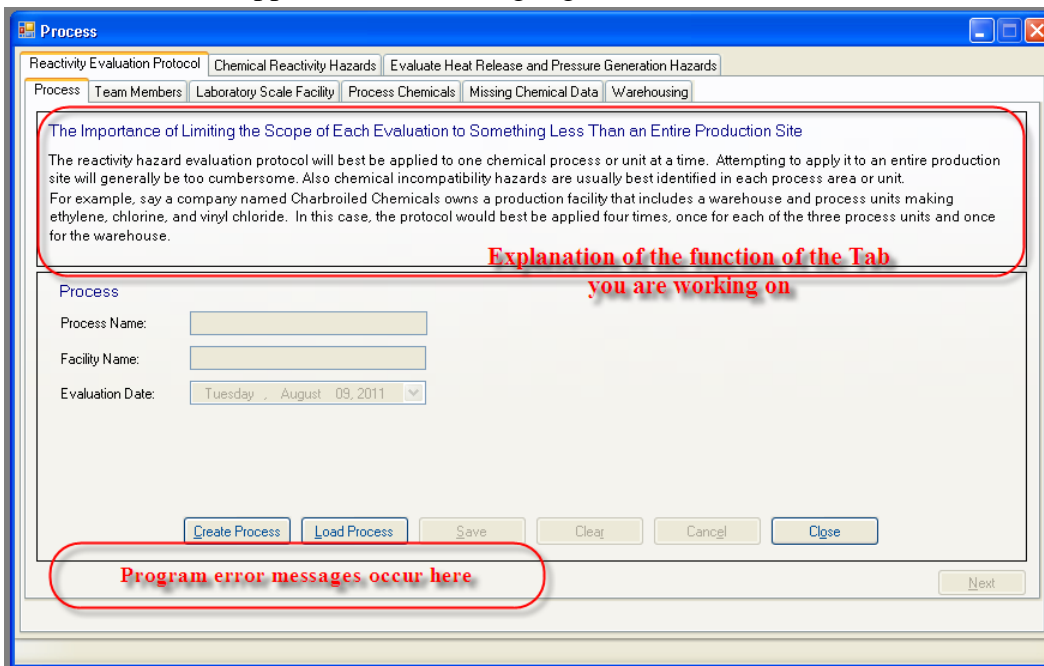 Process
Reactivity Evaluation Protocol Chemical Reactivity Hazards Evaluate Heat Release and Pressure Generation Hazards
Process Team Members Laboratory Scale Facility Process Chemicals Missing Chemical Data Warehousing
The Importance of Limiting the Scope of Each Evaluation to Something Less Than an Entire Production Site
The reactivity hazard evaluation protocol will best be applied to one chemical process or unit at a time. Attempting to apply it to an entire production
site will generally be too cumbersome. Also chemical incompatibility hazards are usually best identified in each process area or unit.
For example, say a company named Charbroiled Chemicals owns a production facility that includes a warehouse and process units making
ethylene, chlorine, and vinyl chloride. In this case, the protocol would best be applied four times, once for each of the three process units and once
for the warehouse.
Explanation of the function of the Tab
you are working on
Process
Process Name:
Facility Name:
Evaluation Date: Tuesday , August 09, 2011
Create Process Load Process Save Clear Cancel Close
Program error messages occur here
Next